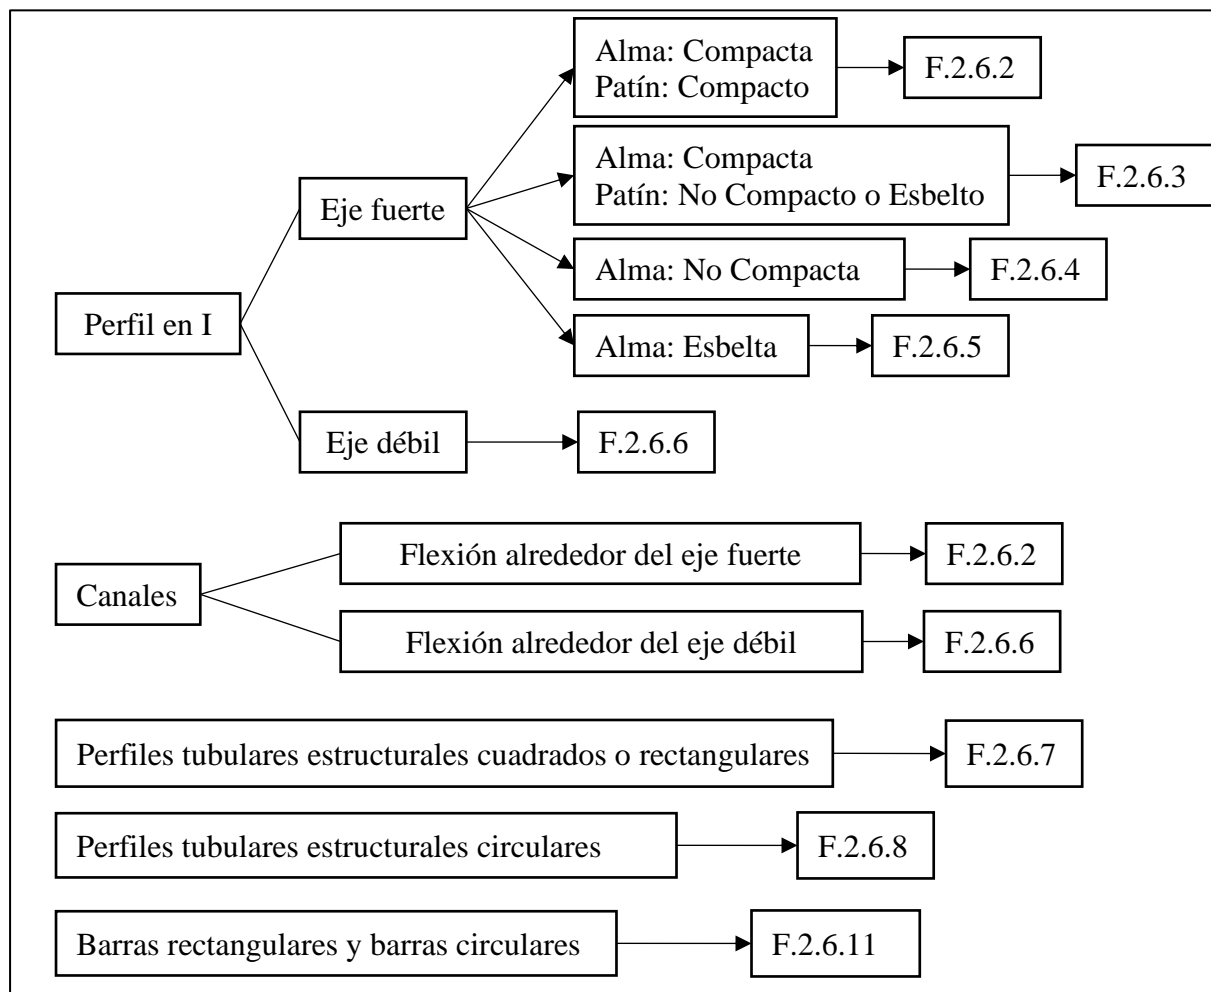 Alma: Compacta
Patín: Compacto
F.2.6.2
Alma: Compacta
Patín: No Compacto o Esbelto
F.2.6.3
Eje fuerte
Alma: No Compacta
F.2.6.4
Perfil en I
Alma: Esbelta
F.2.6.5
Eje débil
F.2.6.6
Flexión alrededor del eje fuerte
F.2.6.2
Canales
Flexión alrededor del eje débil
F.2.6.6
Perfiles tubulares estructurales cuadrados o rectangulares
F.2.6.7
Perfiles tubulares estructurales circulares
F.2.6.8
Barras rectangulares y barras circulares
F.2.6.11